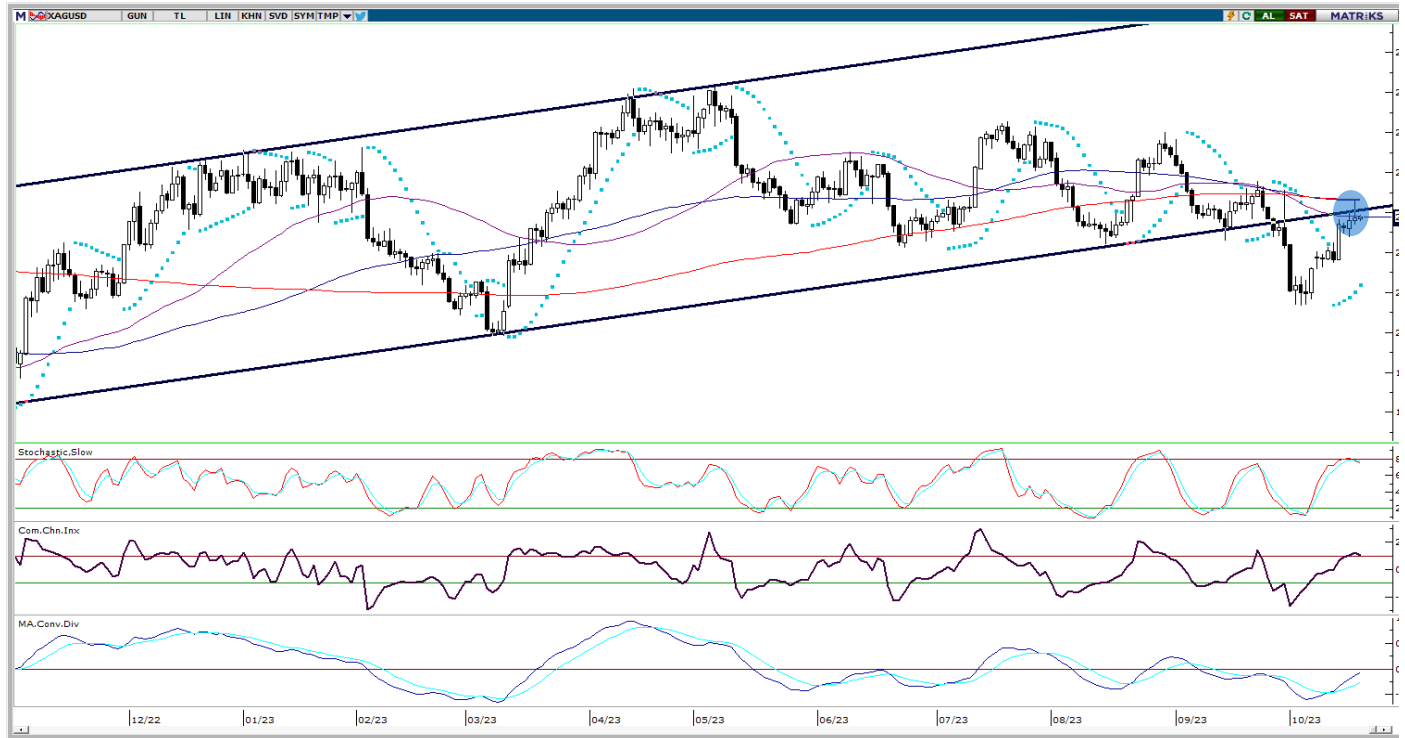 M XAGUSD GUN TL LIN KHN SVD SYM TMP C AL SAT MATRİKS
Stochastic,Slow
Com.Chn.Inx
MA.Conv.Div
12/22 01/23 02/23 03/23 04/23 05/23 06/23 07/23 08/23 09/23 10/23